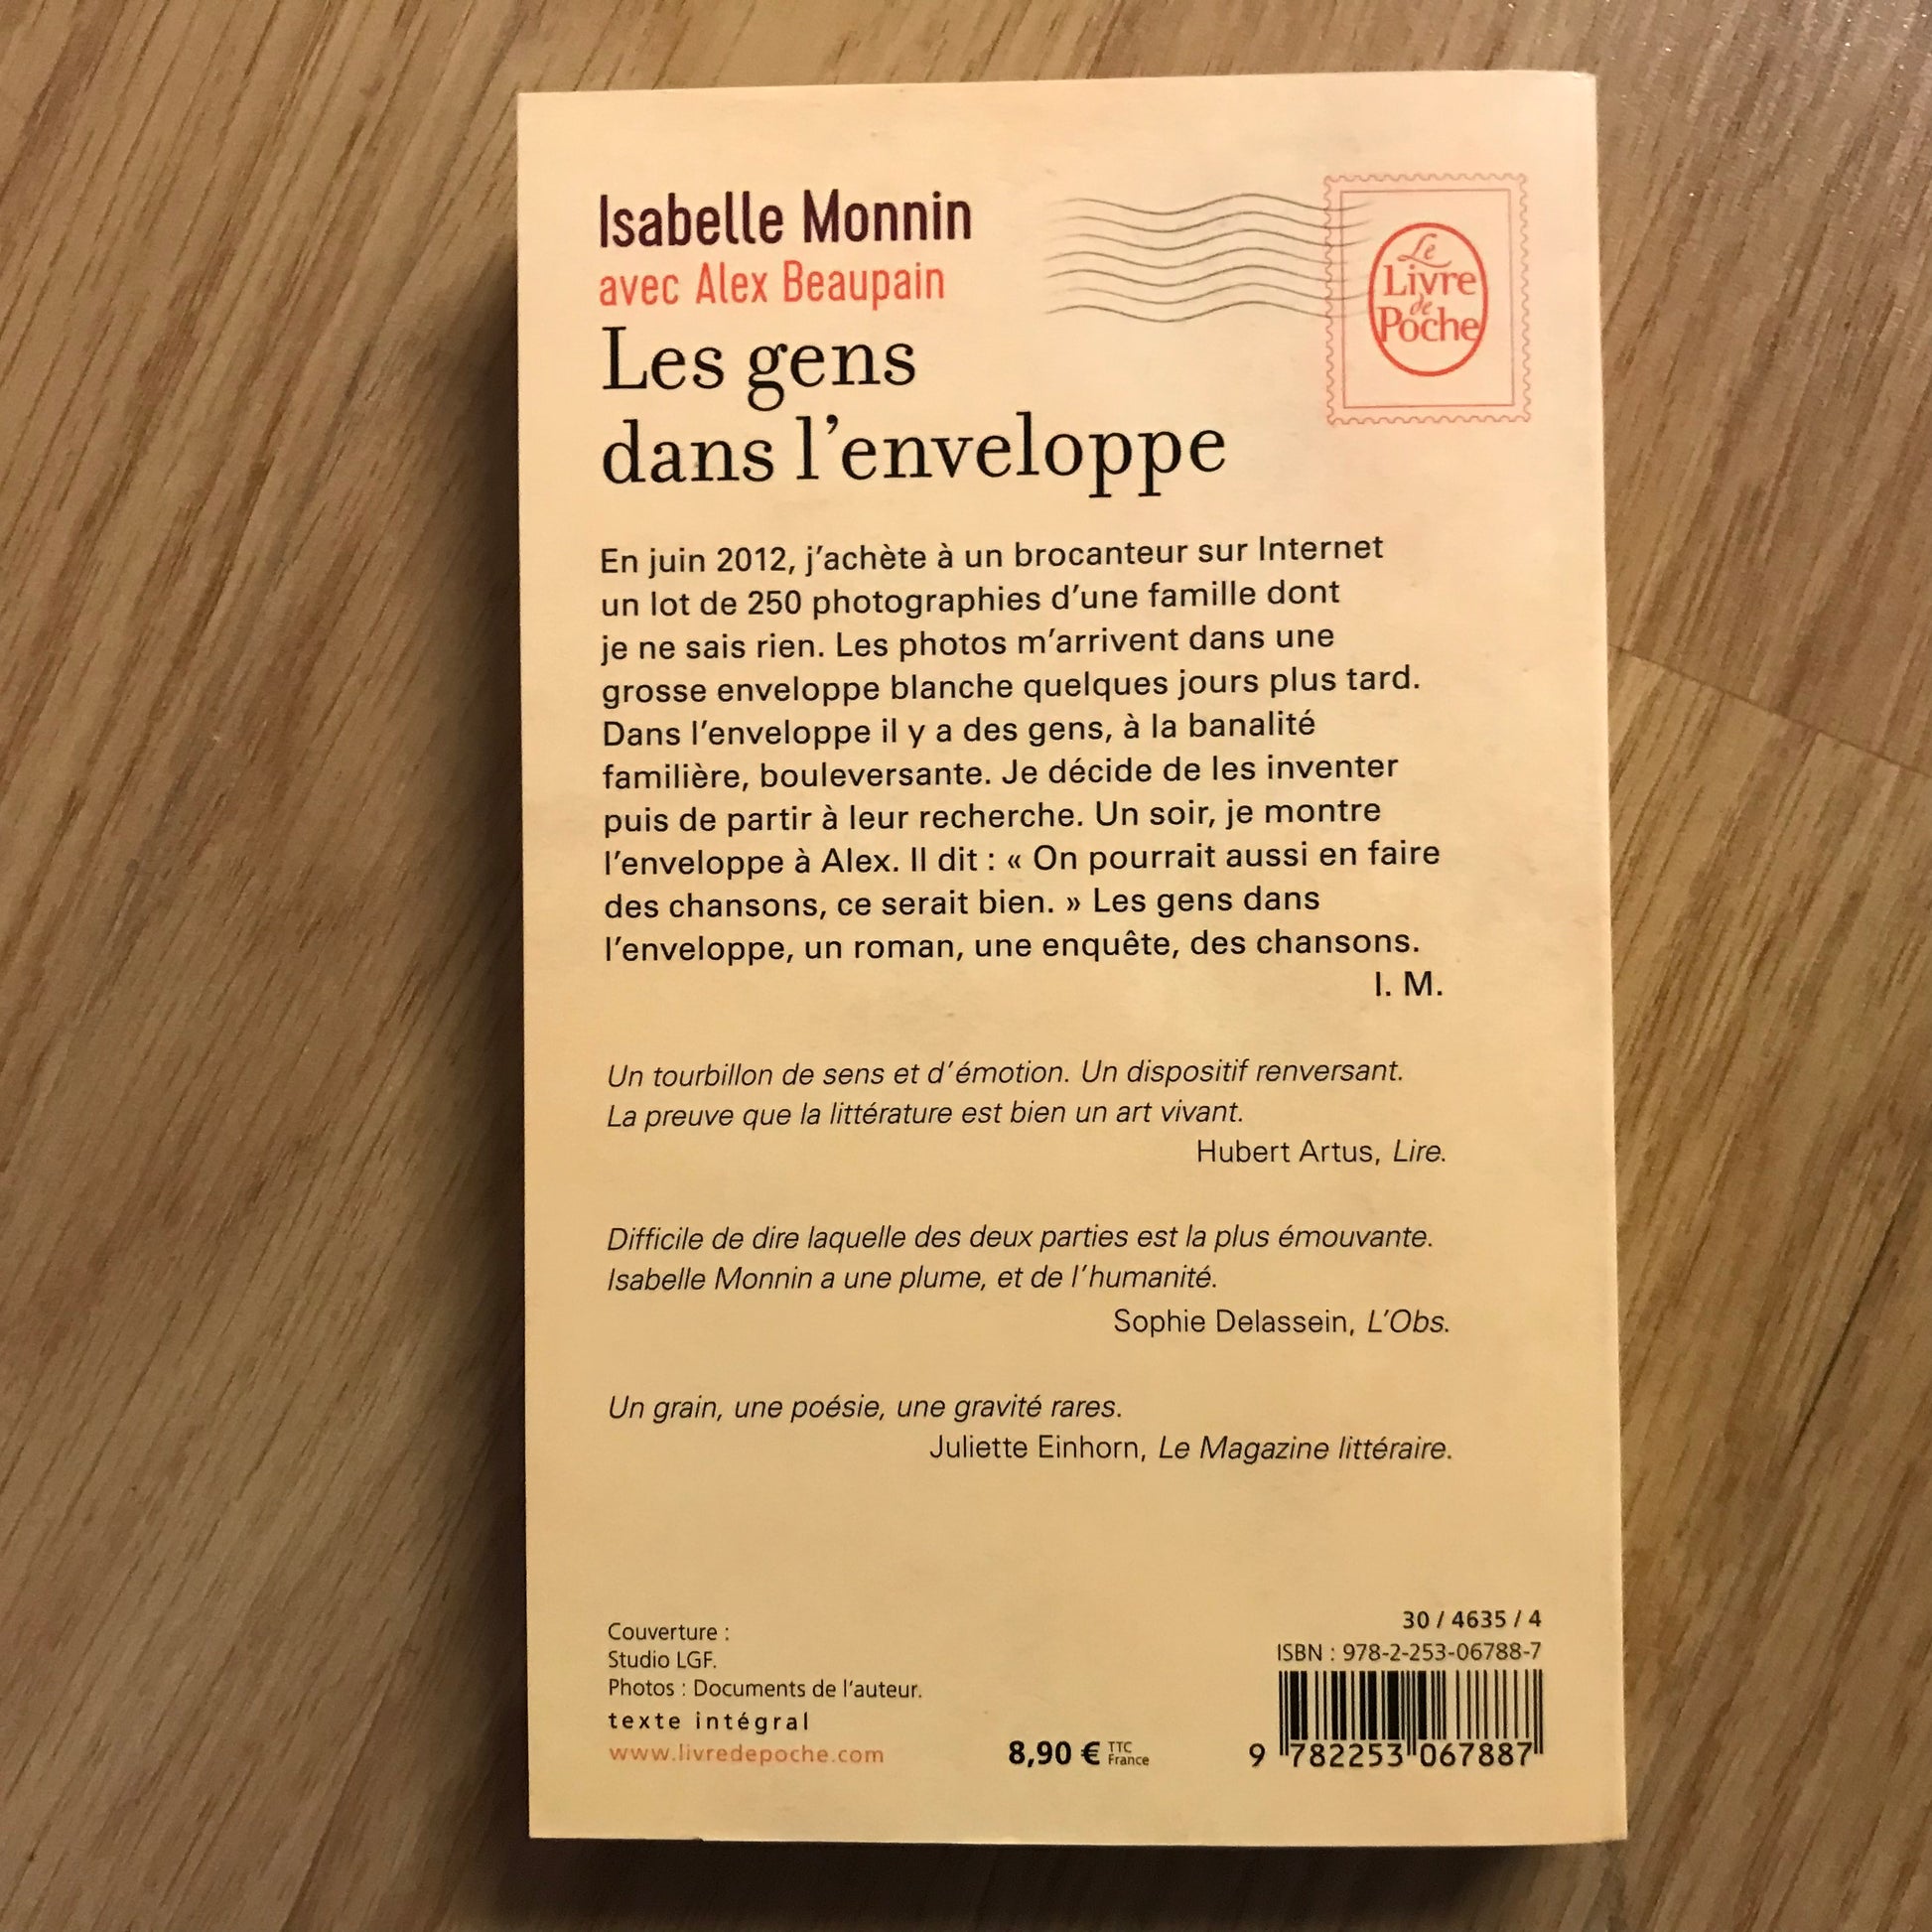 Isabelle Monnin
avec Alex Beaupain
Les gens
dans l'enveloppe
Le
Livre
de
Poche
En juin 2012, j'achète à un brocanteur sur Internet
un lot de 250 photographies d'une famille dont
je ne sais rien. Les photos m'arrivent dans une
grosse enveloppe blanche quelques jours plus tard.
Dans l'enveloppe il y a des gens, à la banalité
familière, bouleversante. Je décide de les inventer
puis de partir à leur recherche. Un soir, je montre
l'enveloppe à Alex. Il dit : « On pourrait aussi en faire
des chansons, ce serait bien. » Les gens dans
l'enveloppe, un roman, une enquête, des chansons.
I. M.
Un tourbillon de sens et d'émotion. Un dispositif renversant.
La preuve que la littérature est bien un art vivant.
Hubert Artus, Lire.
Difficile de dire laquelle des deux parties est la plus émouvante.
Isabelle Monnin a une plume, et de l'humanité.
Sophie Delassein, L'Obs.
Un grain, une poésie, une gravité rares.
Juliette Einhorn, Le Magazine littéraire.
Couverture :
Studio LGF.
Photos : Documents de l'auteur.
texte intégral
www.livredepoche.com
8,90 € TTC
France
30 / 4635 / 4
ISBN : 978-2-253-06788-7
9 782253 067887